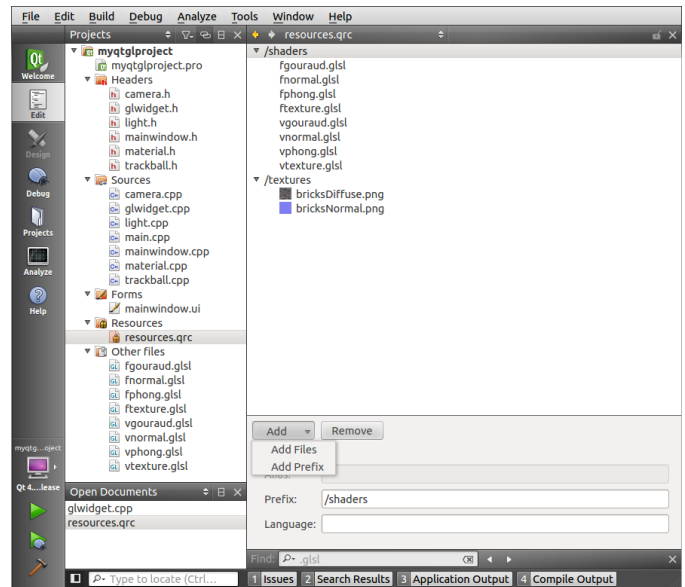 File Edit Build Debug Analyze Tools Window Help
Projects
resources.qrc
Welcome
Edit
Design
Debug
Projects
Analyze
Help
myqtg...oject
Qt 4....lease
myqtglproject
myqtglproject.pro
Headers
camera.h
glwidget.h
light.h
mainwindow.h
material.h
trackball.h
Sources
camera.cpp
glwidget.cpp
light.cpp
main.cpp
mainwindow.cpp
material.cpp
trackball.cpp
Forms
mainwindow.ui
Resources
resources.qrc
Other files
fgouraud.glsl
fnormal.glsl
fphong.glsl
ftexture.glsl
vgouraud.glsl
vnormal.glsl
vphong.glsl
vtexture.glsl
Open Documents
glwidget.cpp
resources.qrc
/shaders
fgouraud.glsl
fnormal.glsl
fphong.glsl
ftexture.glsl
vgouraud.glsl
vnormal.glsl
vphong.glsl
vtexture.glsl
/textures
bricksDiffuse.png
bricksNormal.png
Add Remove
Add Files
Add Prefix
Alias:
Prefix: /shaders
Language:
Find: .glsl
Type to locate (Ctrl...
1 Issues 2 Search Results 3 Application Output 4 Compile Output